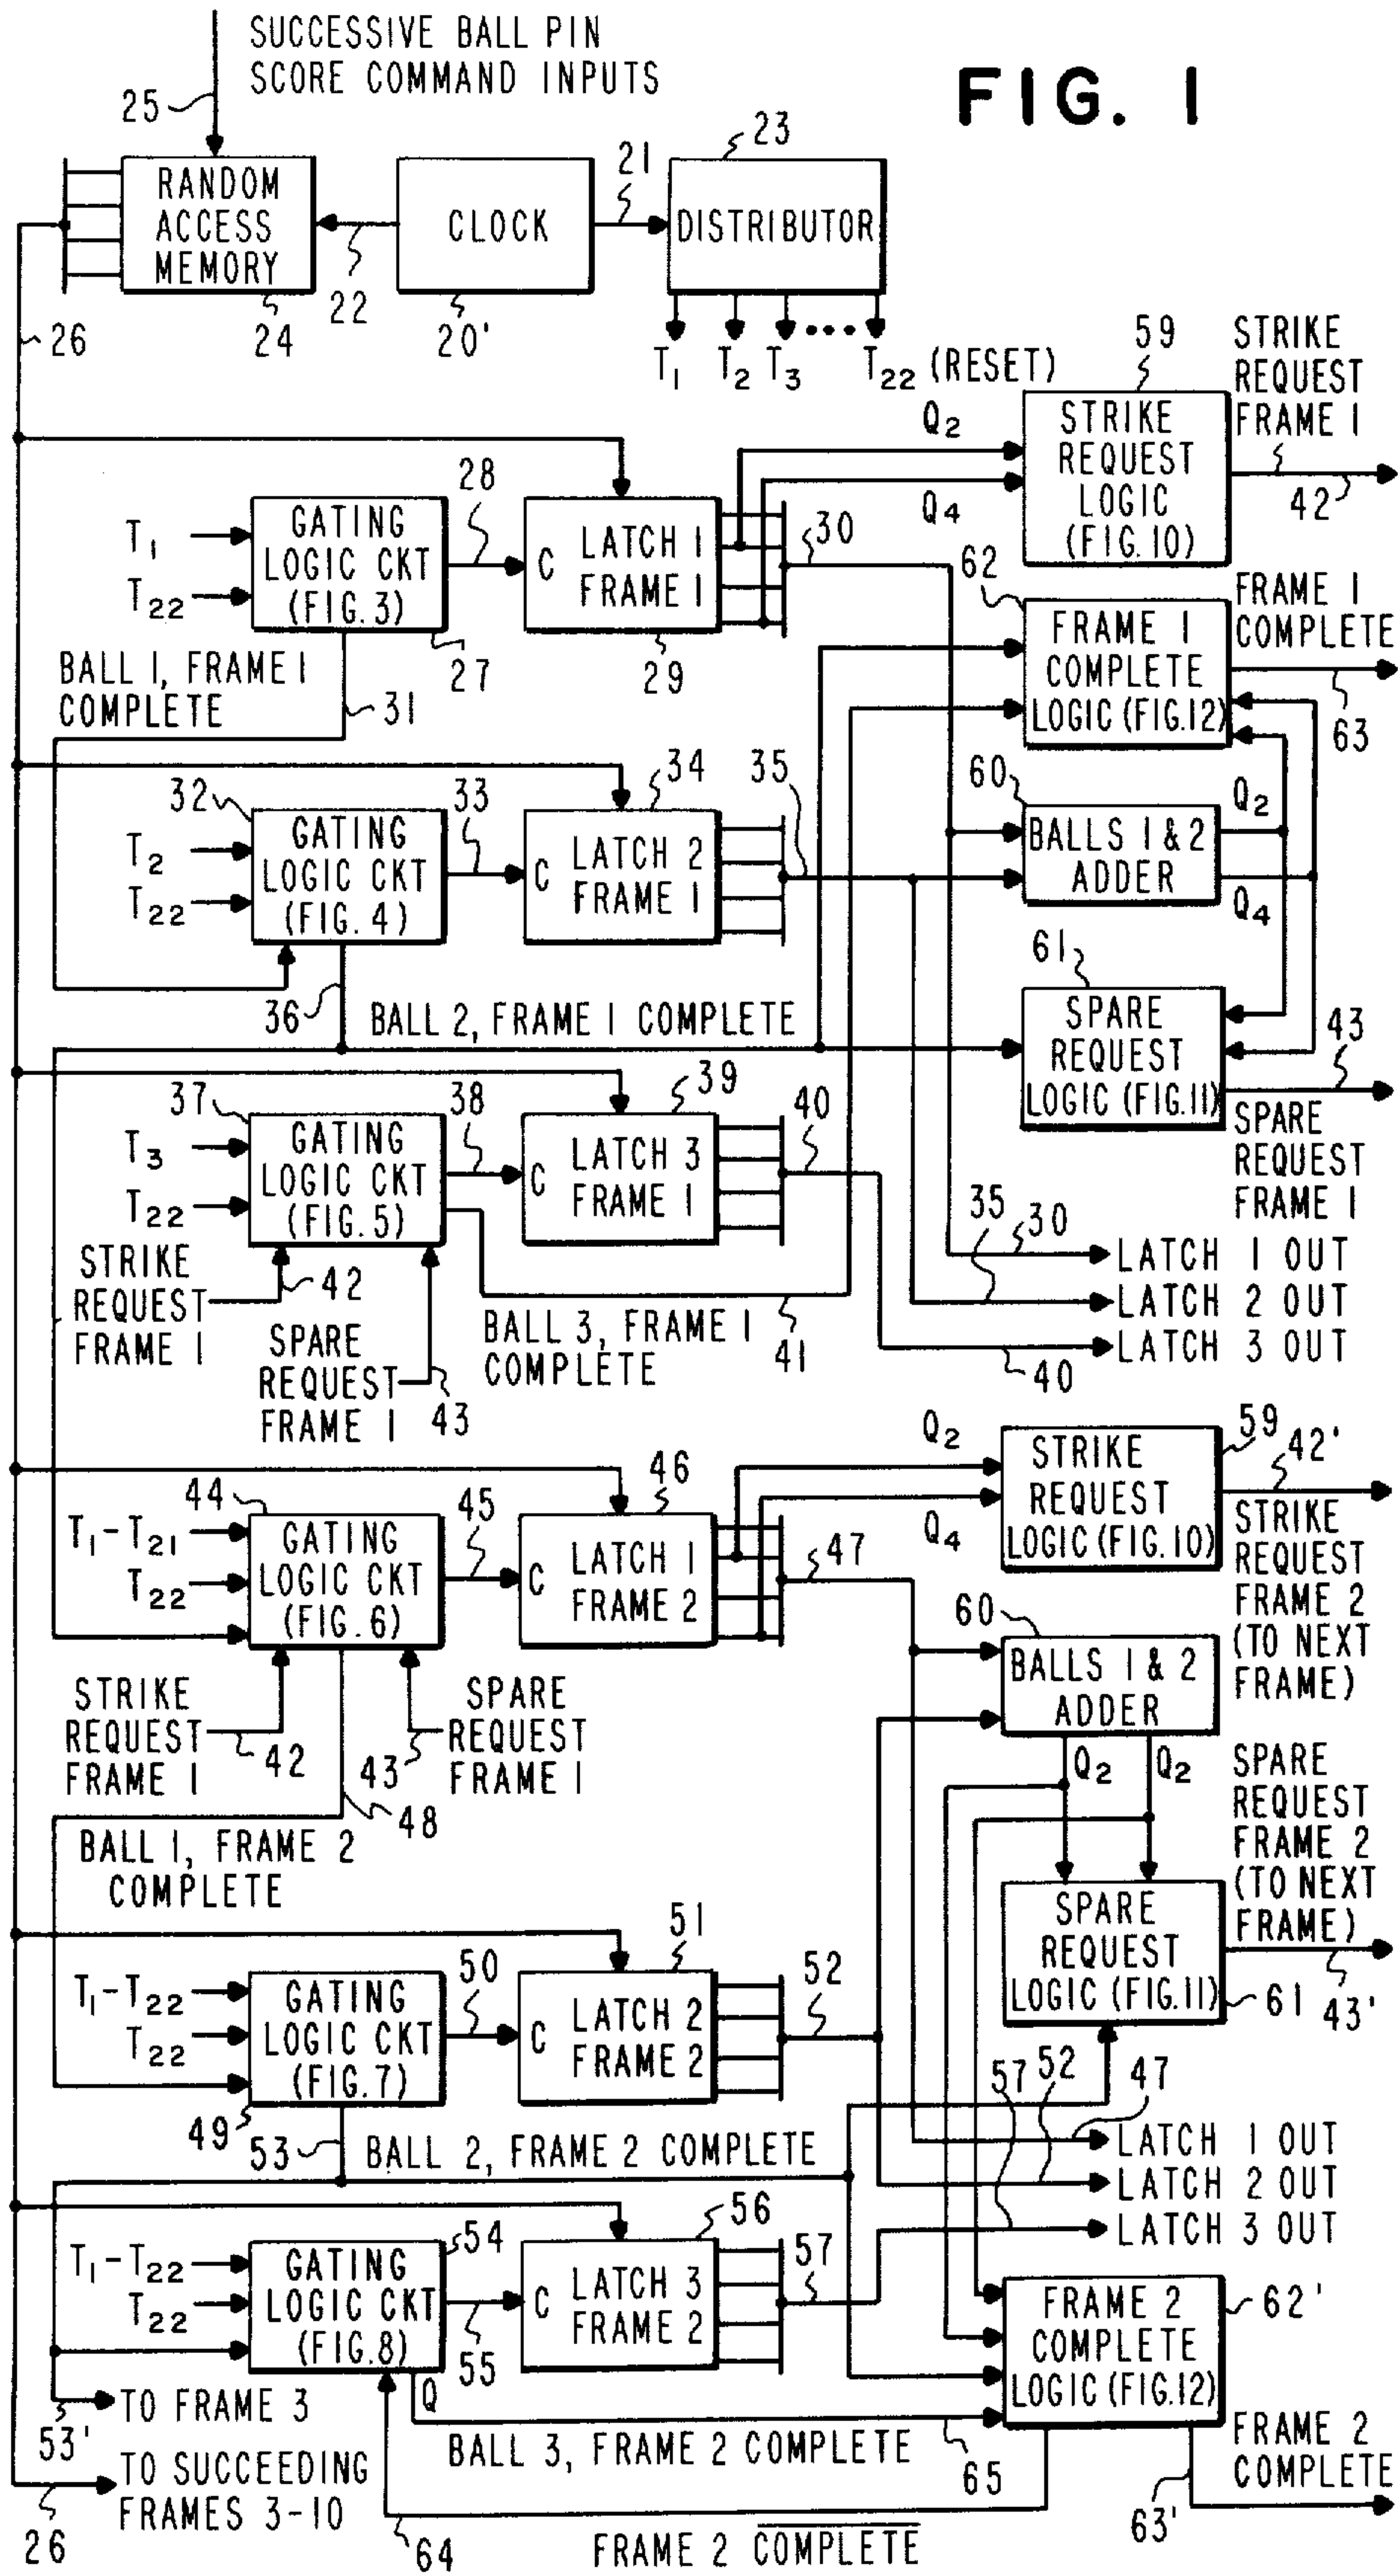 SUCCESSIVE BALL PIN
SCORE COMMAND INPUTS
FIG. 1
25
23
21
RANDOM
ACCESS
MEMORY
CLOCK
DISTRIBUTOR
26
24
22
20'
T1 T2 T3 •••• T22 (RESET)
59
STRIKE
REQUEST
FRAME 1
STRIKE
REQUEST
LOGIC
(FIG. 10)
Q2
Q4
42
28
T1
T22
GATING
LOGIC CKT
(FIG. 3)
C
LATCH 1
FRAME 1
30
27
29
62
FRAME 1
COMPLETE
FRAME 1
COMPLETE
LOGIC (FIG.12)
63
BALL 1, FRAME 1
COMPLETE
31
32
33
34
35
T2
T22
GATING
LOGIC CKT
(FIG. 4)
C
LATCH 2
FRAME 1
60
BALLS 1 & 2
ADDER
Q2
Q4
36
BALL 2, FRAME 1 COMPLETE
61
SPARE
REQUEST
LOGIC (FIG.11)
43
SPARE
REQUEST
FRAME 1
37
38
39
40
T3
T22
GATING
LOGIC CKT
(FIG. 5)
C
LATCH 3
FRAME 1
STRIKE
REQUEST
FRAME 1
42
SPARE
REQUEST
FRAME 1
43
BALL 3, FRAME 1
COMPLETE
41
35
30
LATCH 1 OUT
LATCH 2 OUT
LATCH 3 OUT
40
44
45
46
47
T1-T21
T22
GATING
LOGIC CKT
(FIG. 6)
C
LATCH 1
FRAME 2
Q2
Q4
STRIKE
REQUEST
LOGIC (FIG.10)
59
42'
STRIKE
REQUEST
FRAME 2
(TO NEXT
FRAME)
STRIKE
REQUEST
FRAME 1
42
SPARE
REQUEST
FRAME 1
43
48
60
BALLS 1 & 2
ADDER
Q2
Q2
SPARE
REQUEST
FRAME 2
(TO NEXT
FRAME)
BALL 1, FRAME 2
COMPLETE
SPARE
REQUEST
LOGIC (FIG.11)
61
43'
50
51
52
T1-T22
T22
GATING
LOGIC CKT
(FIG. 7)
C
LATCH 2
FRAME 2
49
53
BALL 2, FRAME 2 COMPLETE
57
52
47
LATCH 1 OUT
LATCH 2 OUT
LATCH 3 OUT
54
55
56
57
T1-T22
T22
GATING
LOGIC CKT
(FIG. 8)
C
LATCH 3
FRAME 2
FRAME 2
COMPLETE
LOGIC (FIG.12)
62'
Q
53'
TO FRAME 3
BALL 3, FRAME 2 COMPLETE
65
FRAME 2
COMPLETE
63'
TO SUCCEEDING
FRAMES 3-10
26
64
FRAME 2 COMPLETE